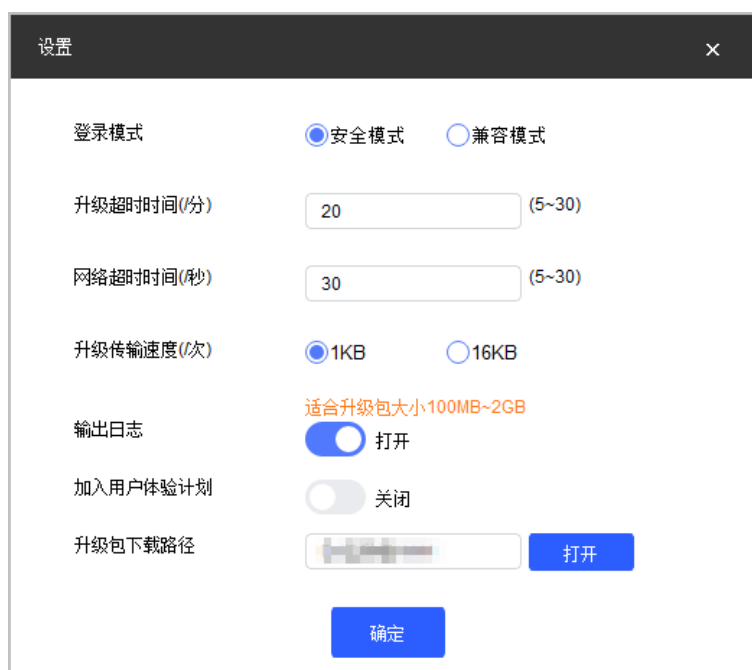 设置
登录模式 安全模式 兼容模式
升级超时时间(/分) 20 (5~30)
网络超时时间(/秒) 30 (5~30)
升级传输速度(/次) 1KB 16KB
适合升级包大小100MB~2GB
输出日志 打开
加入用户体验计划 关闭
升级包下载路径 打开
确定